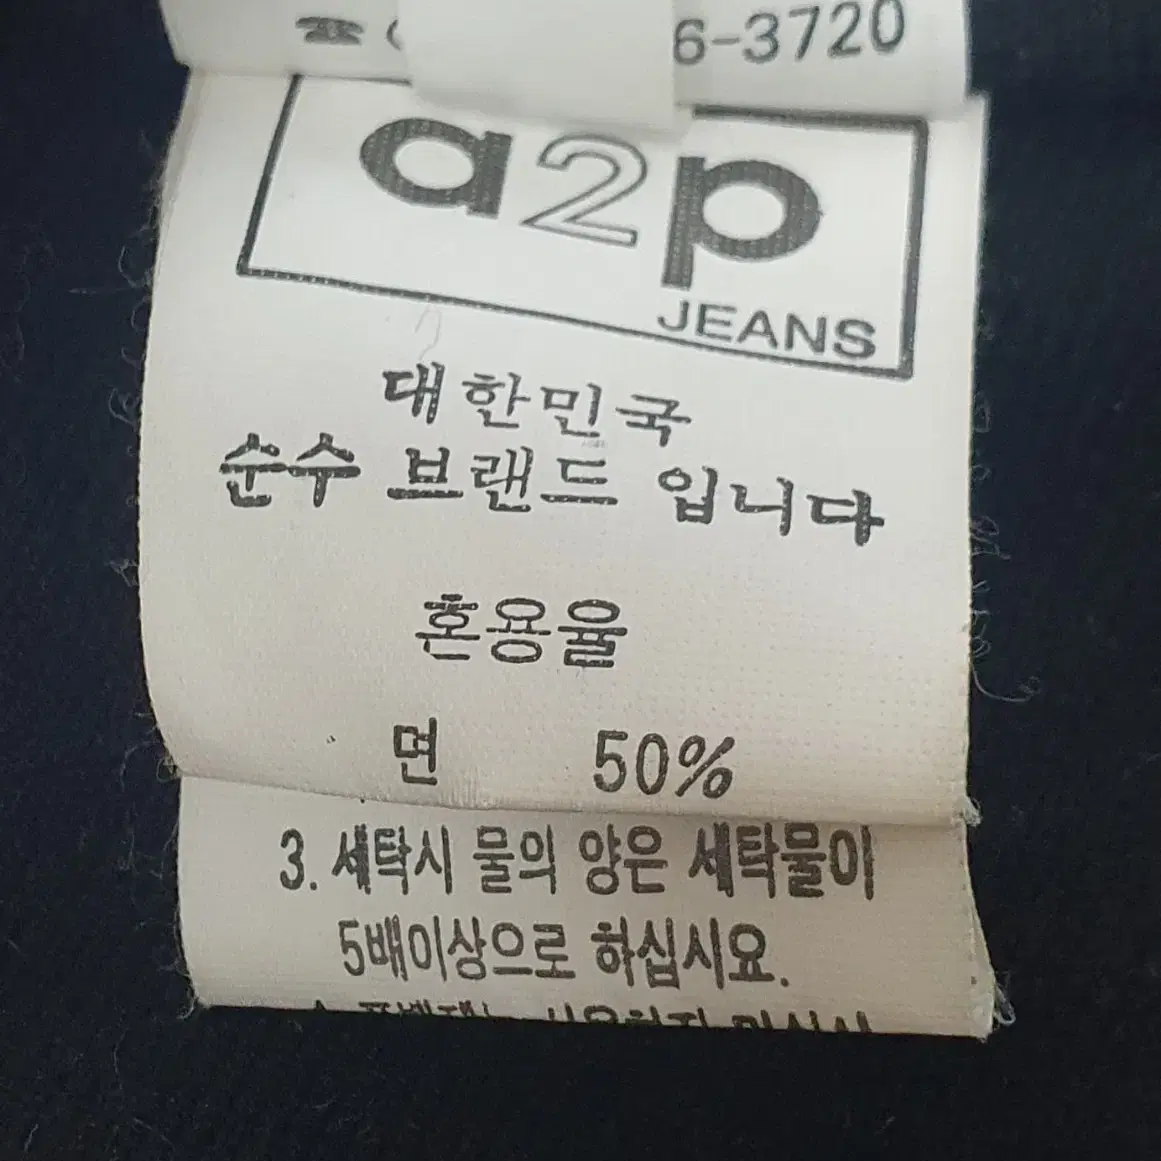 ☎ 6-3720
a2p
JEANS
대한민국
순수 브랜드 입니다
혼용율
면 50%
3. 세탁시 물의 양은 세탁물이
5배이상으로 하십시요.